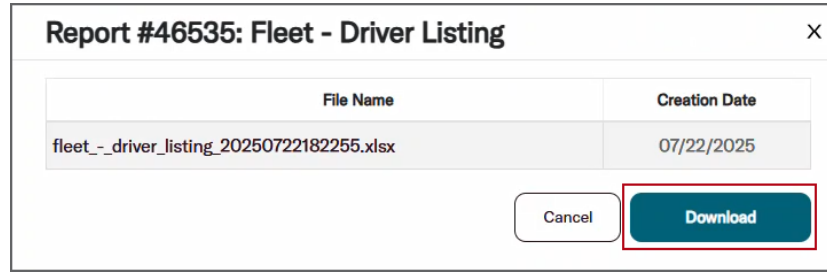 Report #46535: Fleet - Driver Listing X
File Name Creation Date
fleet_-_driver_listing_20250722182255.xlsx 07/22/2025
Cancel Download